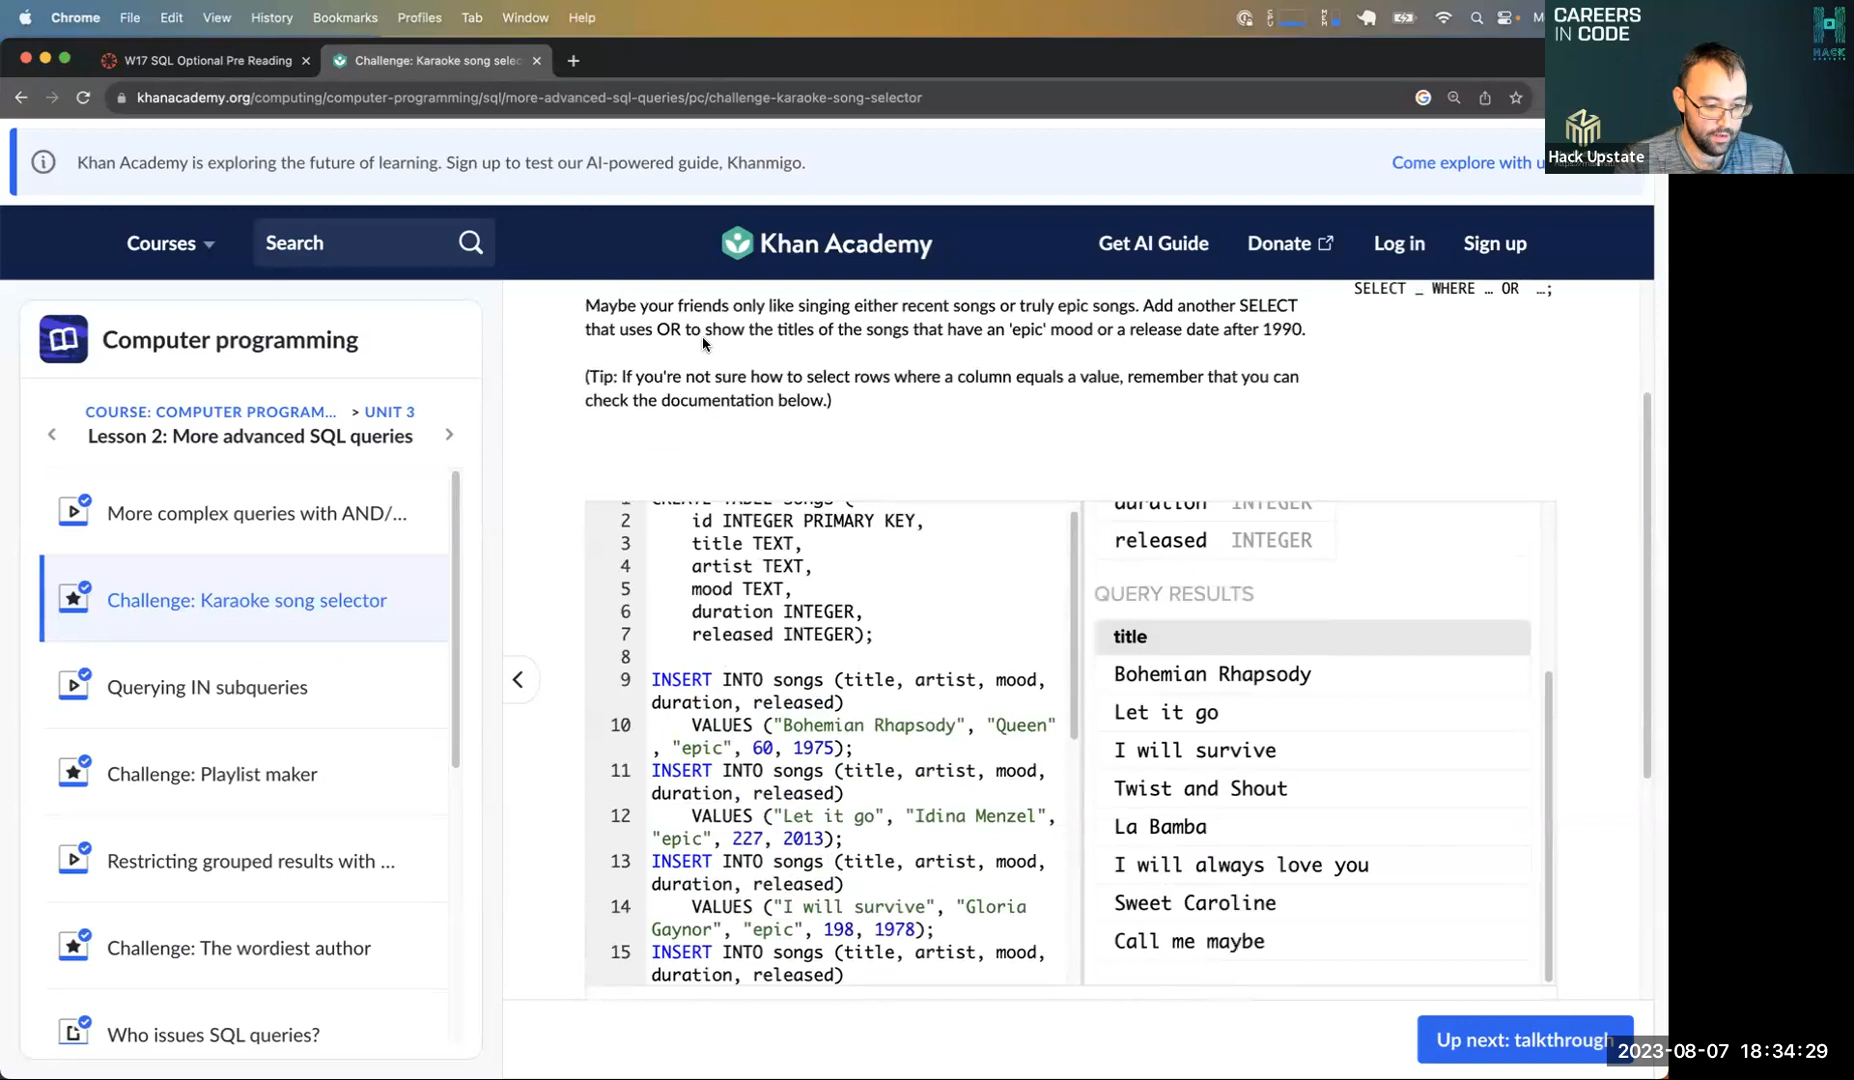 Chrome File Edit View History Bookmarks Profiles Tab Window Help
W17 SQL Optional Pre Reading
Challenge: Karaoke song selec
khanacademy.org/computing/computer-programming/sql/more-advanced-sql-queries/pc/challenge-karaoke-song-selector
CAREERS
IN CODE
HACK
Hack Upstate
Khan Academy is exploring the future of learning. Sign up to test our AI-powered guide, Khanmigo.
Come explore with u
Courses
Search
Khan Academy
Get AI Guide
Donate
Log in
Sign up
Computer programming
COURSE: COMPUTER PROGRAM... > UNIT 3
Lesson 2: More advanced SQL queries
More complex queries with AND/...
Challenge: Karaoke song selector
Querying IN subqueries
Challenge: Playlist maker
Restricting grouped results with ...
Challenge: The wordiest author
Who issues SQL queries?
Maybe your friends only like singing either recent songs or truly epic songs. Add another SELECT
that uses OR to show the titles of the songs that have an 'epic' mood or a release date after 1990.
(Tip: If you're not sure how to select rows where a column equals a value, remember that you can
check the documentation below.)
SELECT _ WHERE … OR …;
1 CREATE TABLE songs (
2 id INTEGER PRIMARY KEY,
3 title TEXT,
4 artist TEXT,
5 mood TEXT,
6 duration INTEGER,
7 released INTEGER);
8
9 INSERT INTO songs (title, artist, mood,
duration, released)
10 VALUES ("Bohemian Rhapsody", "Queen"
, "epic", 60, 1975);
11 INSERT INTO songs (title, artist, mood,
duration, released)
12 VALUES ("Let it go", "Idina Menzel",
"epic", 227, 2013);
13 INSERT INTO songs (title, artist, mood,
duration, released)
14 VALUES ("I will survive", "Gloria
Gaynor", "epic", 198, 1978);
15 INSERT INTO songs (title, artist, mood,
duration, released)
duration INTEGER
released INTEGER
QUERY RESULTS
title
Bohemian Rhapsody
Let it go
I will survive
Twist and Shout
La Bamba
I will always love you
Sweet Caroline
Call me maybe
Up next: talkthrough
2023-08-07 18:34:29